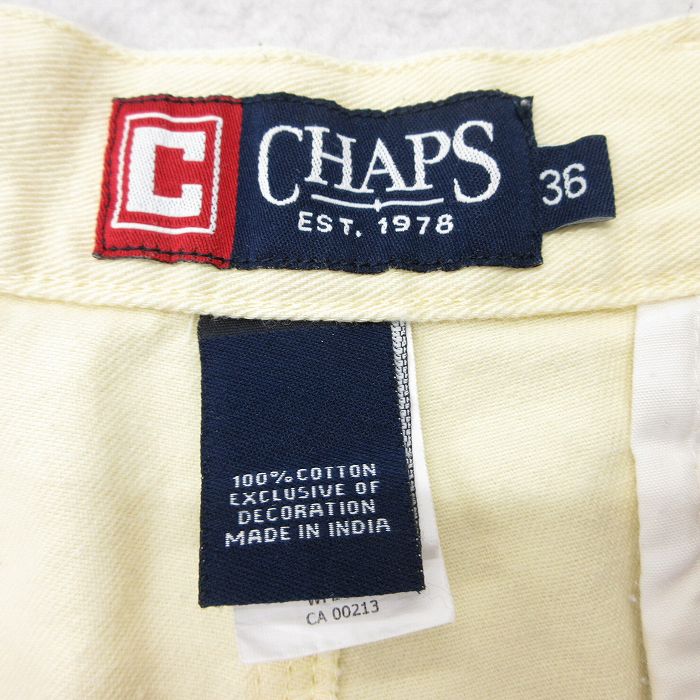 C
CHAPS
EST. 1978
36
100% COTTON
EXCLUSIVE OF
DECORATION
MADE IN INDIA
CA 00213